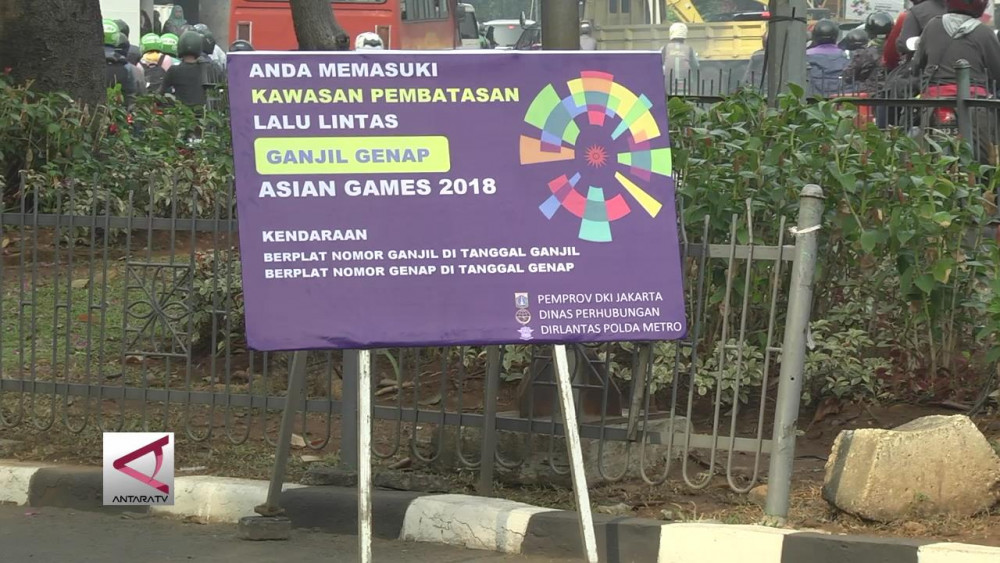 ANDA MEMASUKI
KAWASAN PEMBATASAN
LALU LINTAS
GANJIL GENAP
ASIAN GAMES 2018
KENDARAAN
BERPLAT NOMOR GANJIL DI TANGGAL GANJIL
BERPLAT NOMOR GENAP DI TANGGAL GENAP
PEMPROV DKI JAKARTA
DINAS PERHUBUNGAN
DIRLANTAS POLDA METRO
ANTARATV